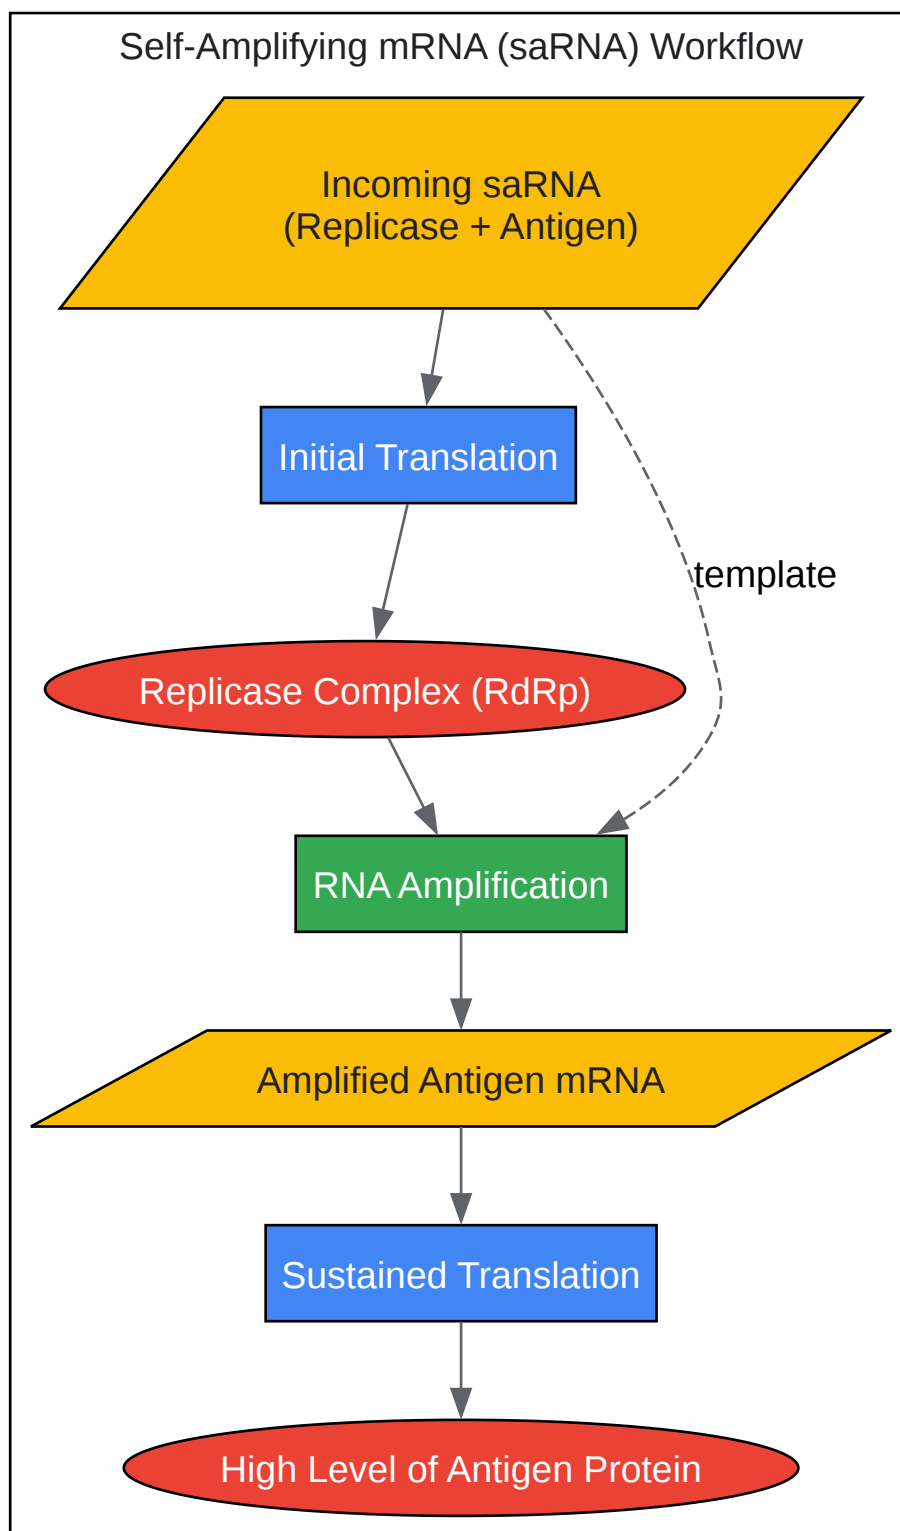 Self-Amplifying mRNA (saRNA) Workflow
Incoming saRNA
(Replicase + Antigen)
Initial Translation
template
Replicase Complex (RdRp)
RNA Amplification
Amplified Antigen mRNA
Sustained Translation
High Level of Antigen Protein